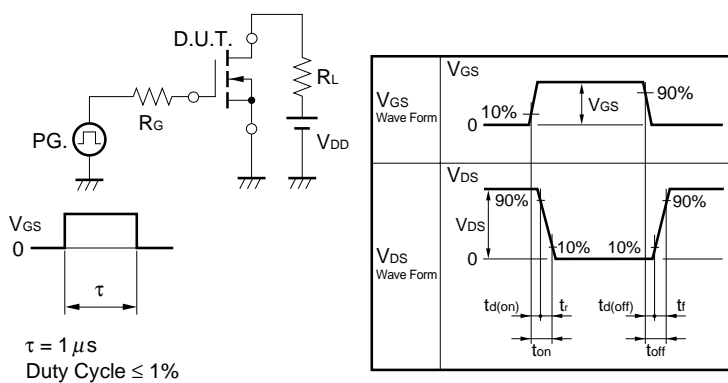 D.U.T.
RL
RG
PG.
VDD
VGS
0
τ
τ = 1 μs
Duty Cycle ≤ 1%
VGS
Wave Form
VGS
10%
VGS
90%
0
VDS
Wave Form
VDS
90%
VDS
90%
10%
10%
0
td(on)
tr
td(off)
tf
ton
toff